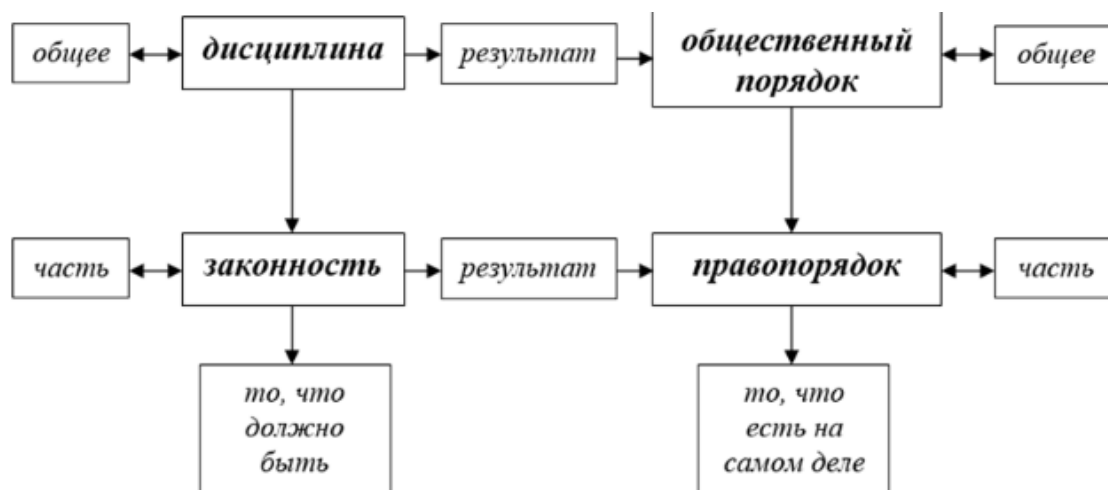 общее
дисциплина
результат
общественный
порядок
общее
часть
законность
результат
правопорядок
часть
то, что
должно
быть
то, что
есть на
самом деле